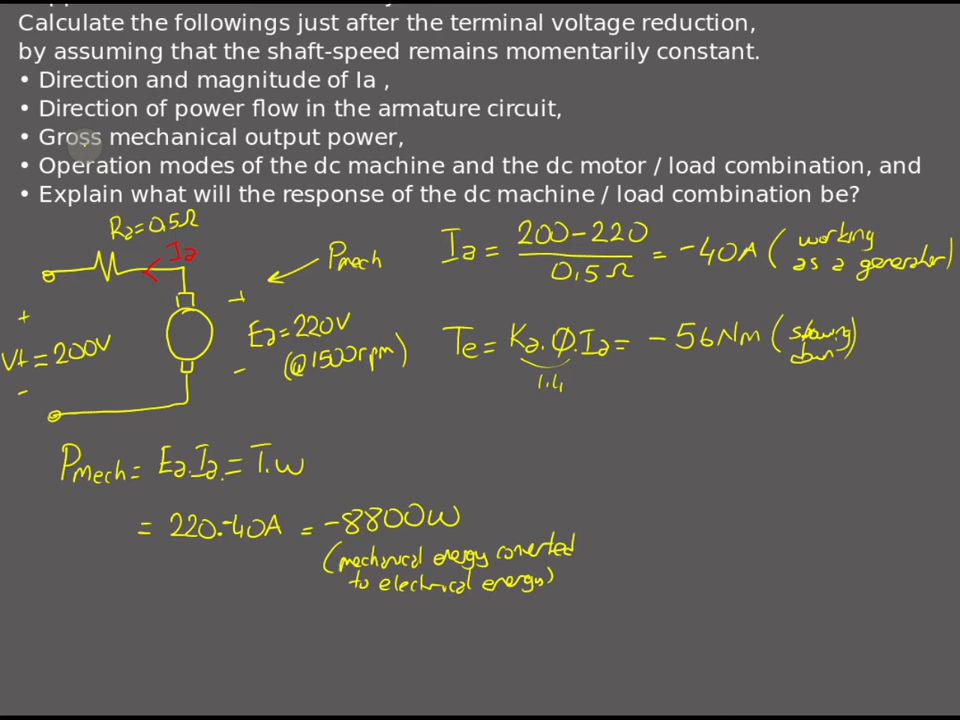 Calculate the followings just after the terminal voltage reduction,
by assuming that the shaft-speed remains momentarily constant.
• Direction and magnitude of Ia ,
• Direction of power flow in the armature circuit,
• Gross mechanical output power,
• Operation modes of the dc machine and the dc motor / load combination, and
• Explain what will the response of the dc machine / load combination be?
Ra=0.5Ω
Ia
Pmech
+
Vt=200V
-
+
Ea=220V
(@1500rpm)
-
Ia = 200-220 / 0.5Ω = -40A (working as a generator)
Te = Ka.Φ.Ia = -56Nm (slowing down)
1.4
Pmech = Ea.Ia. = T.w
= 220.-40A = -8800W
(mechanical energy converted
to electrical energy)